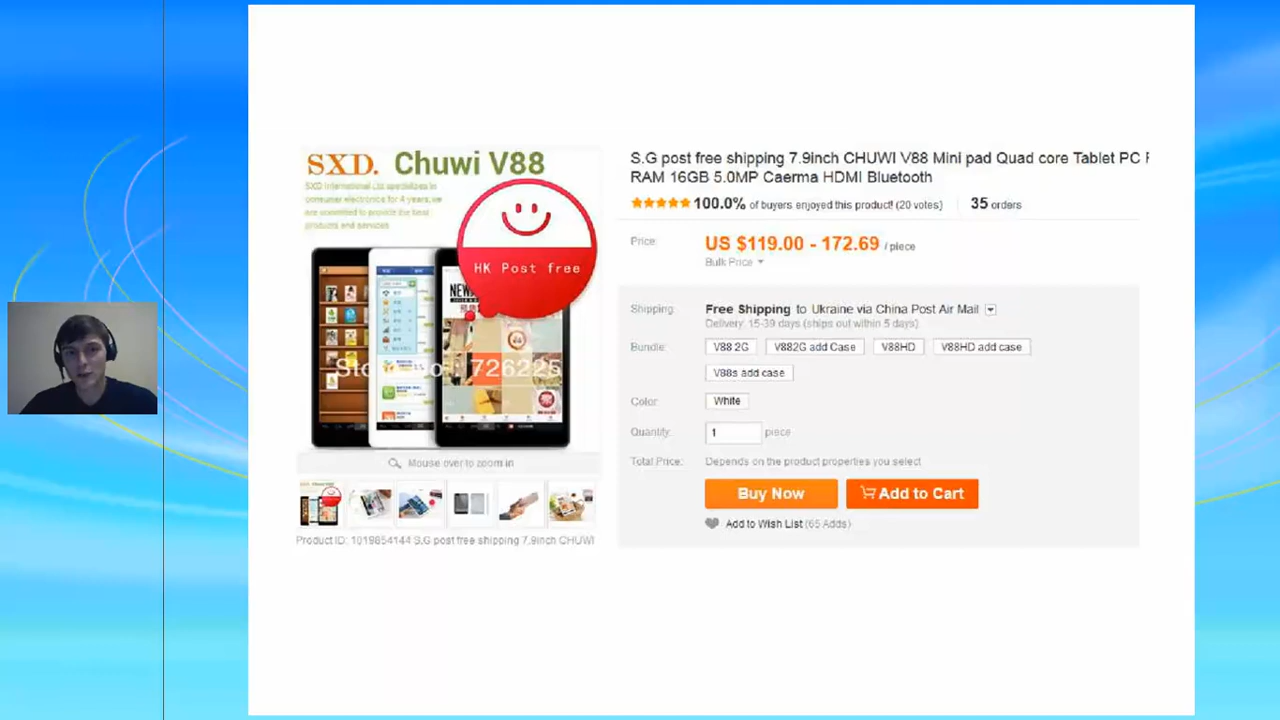 SXD. Chuwi V88
SXD International Ltd specializes in
consumer electronics for 4 years, we
are committed to provide the best
products and services
HK Post free
NEW
726225
Mouse over to zoom in
Product ID: 1019854144 S.G post free shipping 7.9inch CHUWI
S.G post free shipping 7.9inch CHUWI V88 Mini pad Quad core Tablet PC
RAM 16GB 5.0MP Caerma HDMI Bluetooth
100.0% of buyers enjoyed this product! (20 votes) 35 orders
Price: US $119.00 - 172.69 / piece
Bulk Price
Shipping: Free Shipping to Ukraine via China Post Air Mail
Delivery: 15-39 days (ships out within 5 days)
Bundle: V88 2G V882G add Case V88HD V88HD add case
V88s add case
Color: White
Quantity: 1 piece
Total Price: Depends on the product properties you select
Buy Now Add to Cart
Add to Wish List (65 Adds)